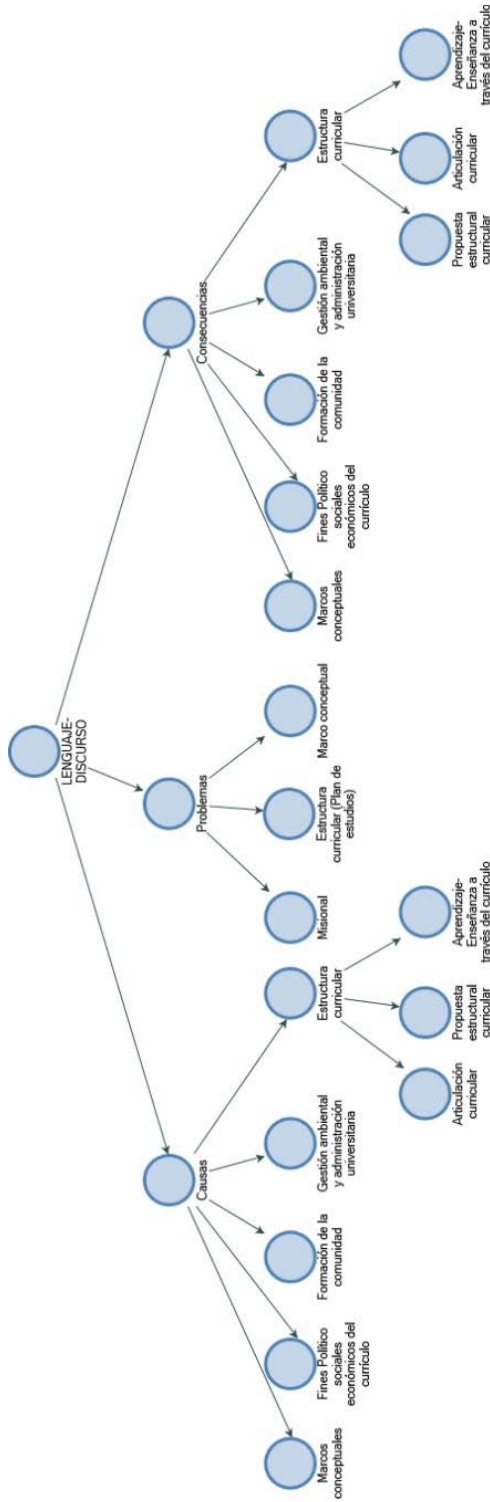 LENGUAJE-
DISCURSO
Causas
Problemas
Consecuencias
Marcos
conceptuales
Fines Político
sociales
económicos del
currículo
Formación de la
comunidad
Gestión ambiental
y administración
universitaria
Estructura
curricular
Misional
Estructura
curricular (Plan de
estudios)
Marco conceptual
Marcos
conceptuales
Fines Político
sociales
económicos del
currículo
Formación de la
comunidad
Gestión ambiental
y administración
universitaria
Estructura
curricular
Articulación
curricular
Propuesta
estructural
curricular
Aprendizaje-
Enseñanza a
través del currículo
Propuesta
estructural
curricular
Articulación
curricular
Aprendizaje-
Enseñanza a
través del currículo